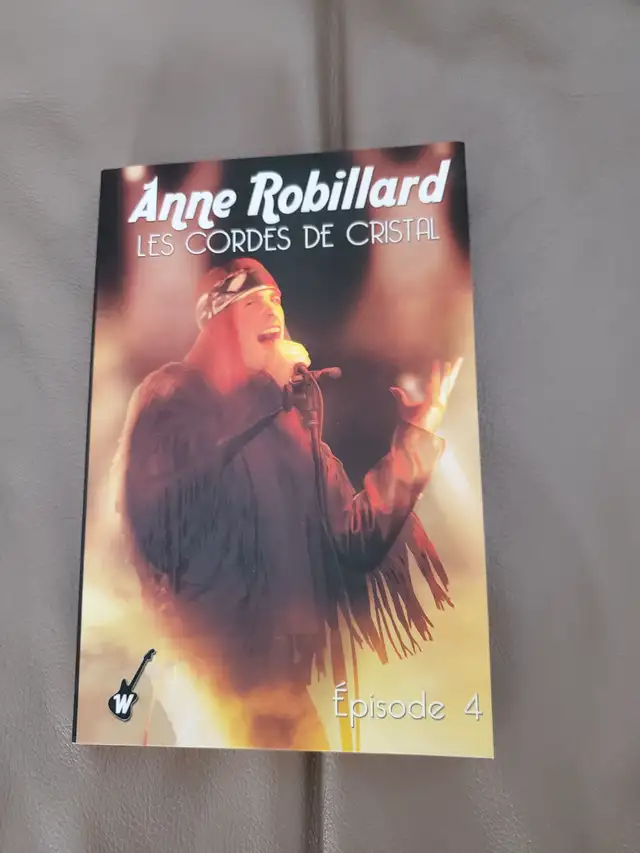 Anne Robillard
LES CORDES DE CRISTAL
W
Épisode 4